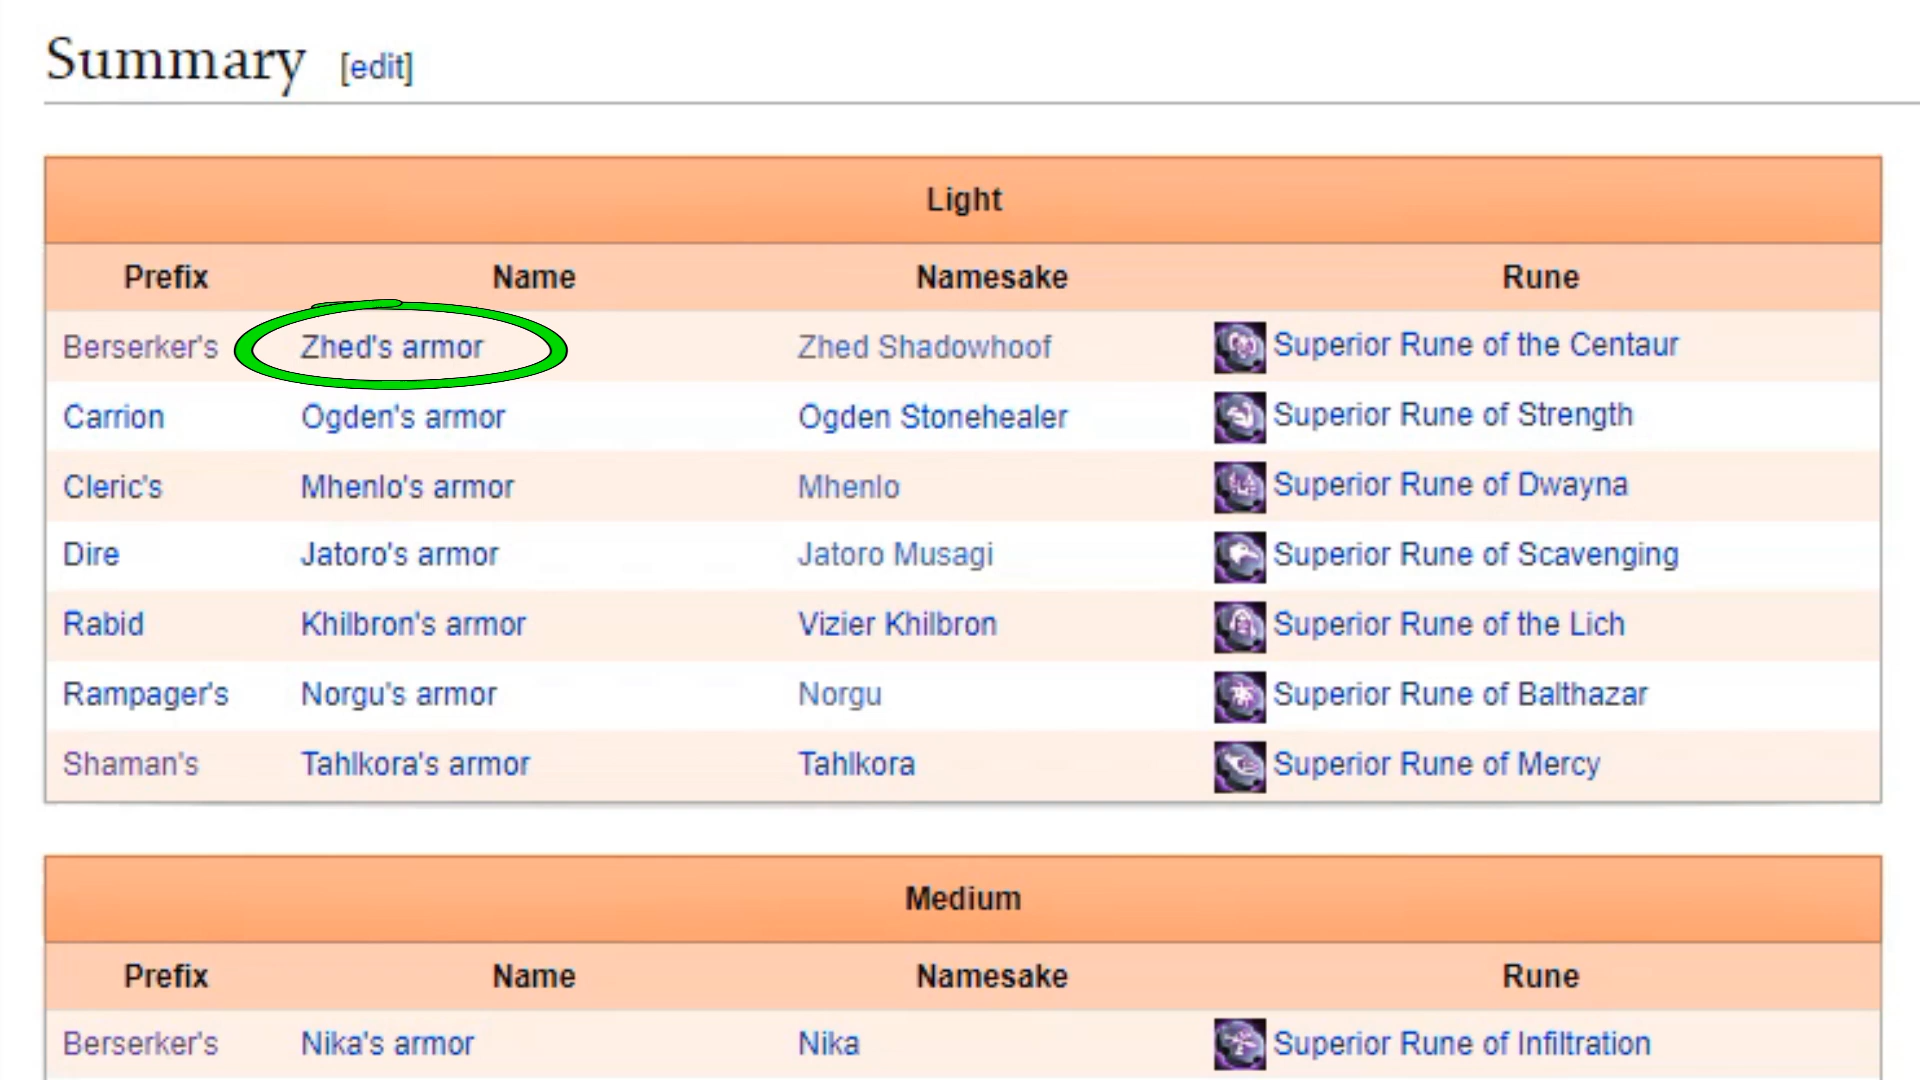 Summary [edit]
Light
Prefix Name Namesake Rune
Berserker's Zhed's armor Zhed Shadowhoof Superior Rune of the Centaur
Carrion Ogden's armor Ogden Stonehealer Superior Rune of Strength
Cleric's Mhenlo's armor Mhenlo Superior Rune of Dwayna
Dire Jatoro's armor Jatoro Musagi Superior Rune of Scavenging
Rabid Khilbron's armor Vizier Khilbron Superior Rune of the Lich
Rampager's Norgu's armor Norgu Superior Rune of Balthazar
Shaman's Tahlkora's armor Tahlkora Superior Rune of Mercy
Medium
Prefix Name Namesake Rune
Berserker's Nika's armor Nika Superior Rune of Infiltration